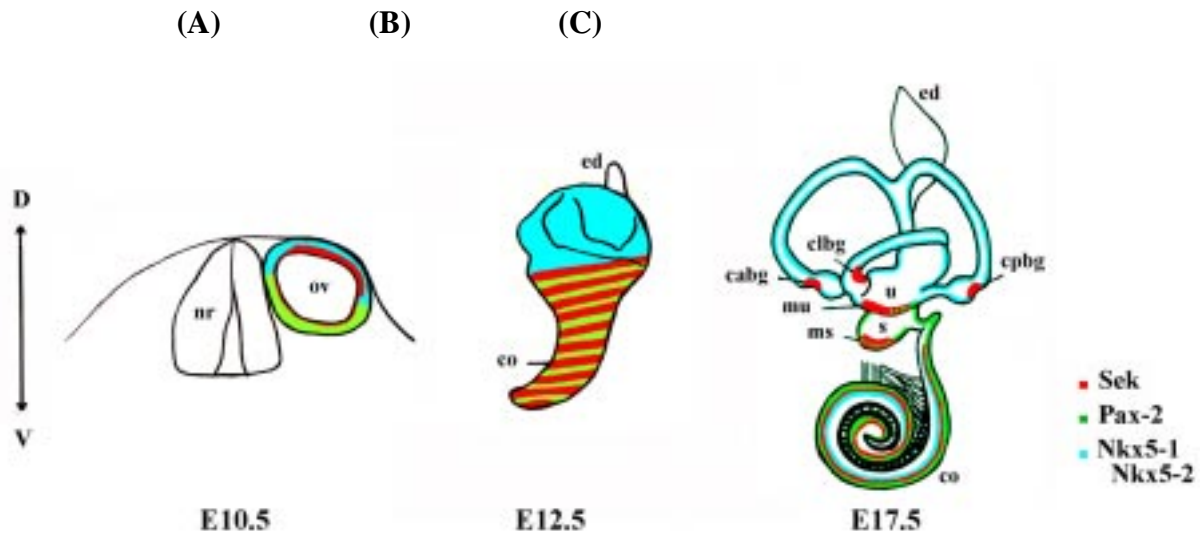 (A) (B) (C)
ed
ed
D
clbg
cabg
cpbg
ov
u
nr
mu
s
ms
co
Sek
Pax-2
V
Nkx5-1
Nkx5-2
co
E10.5 E12.5 E17.5